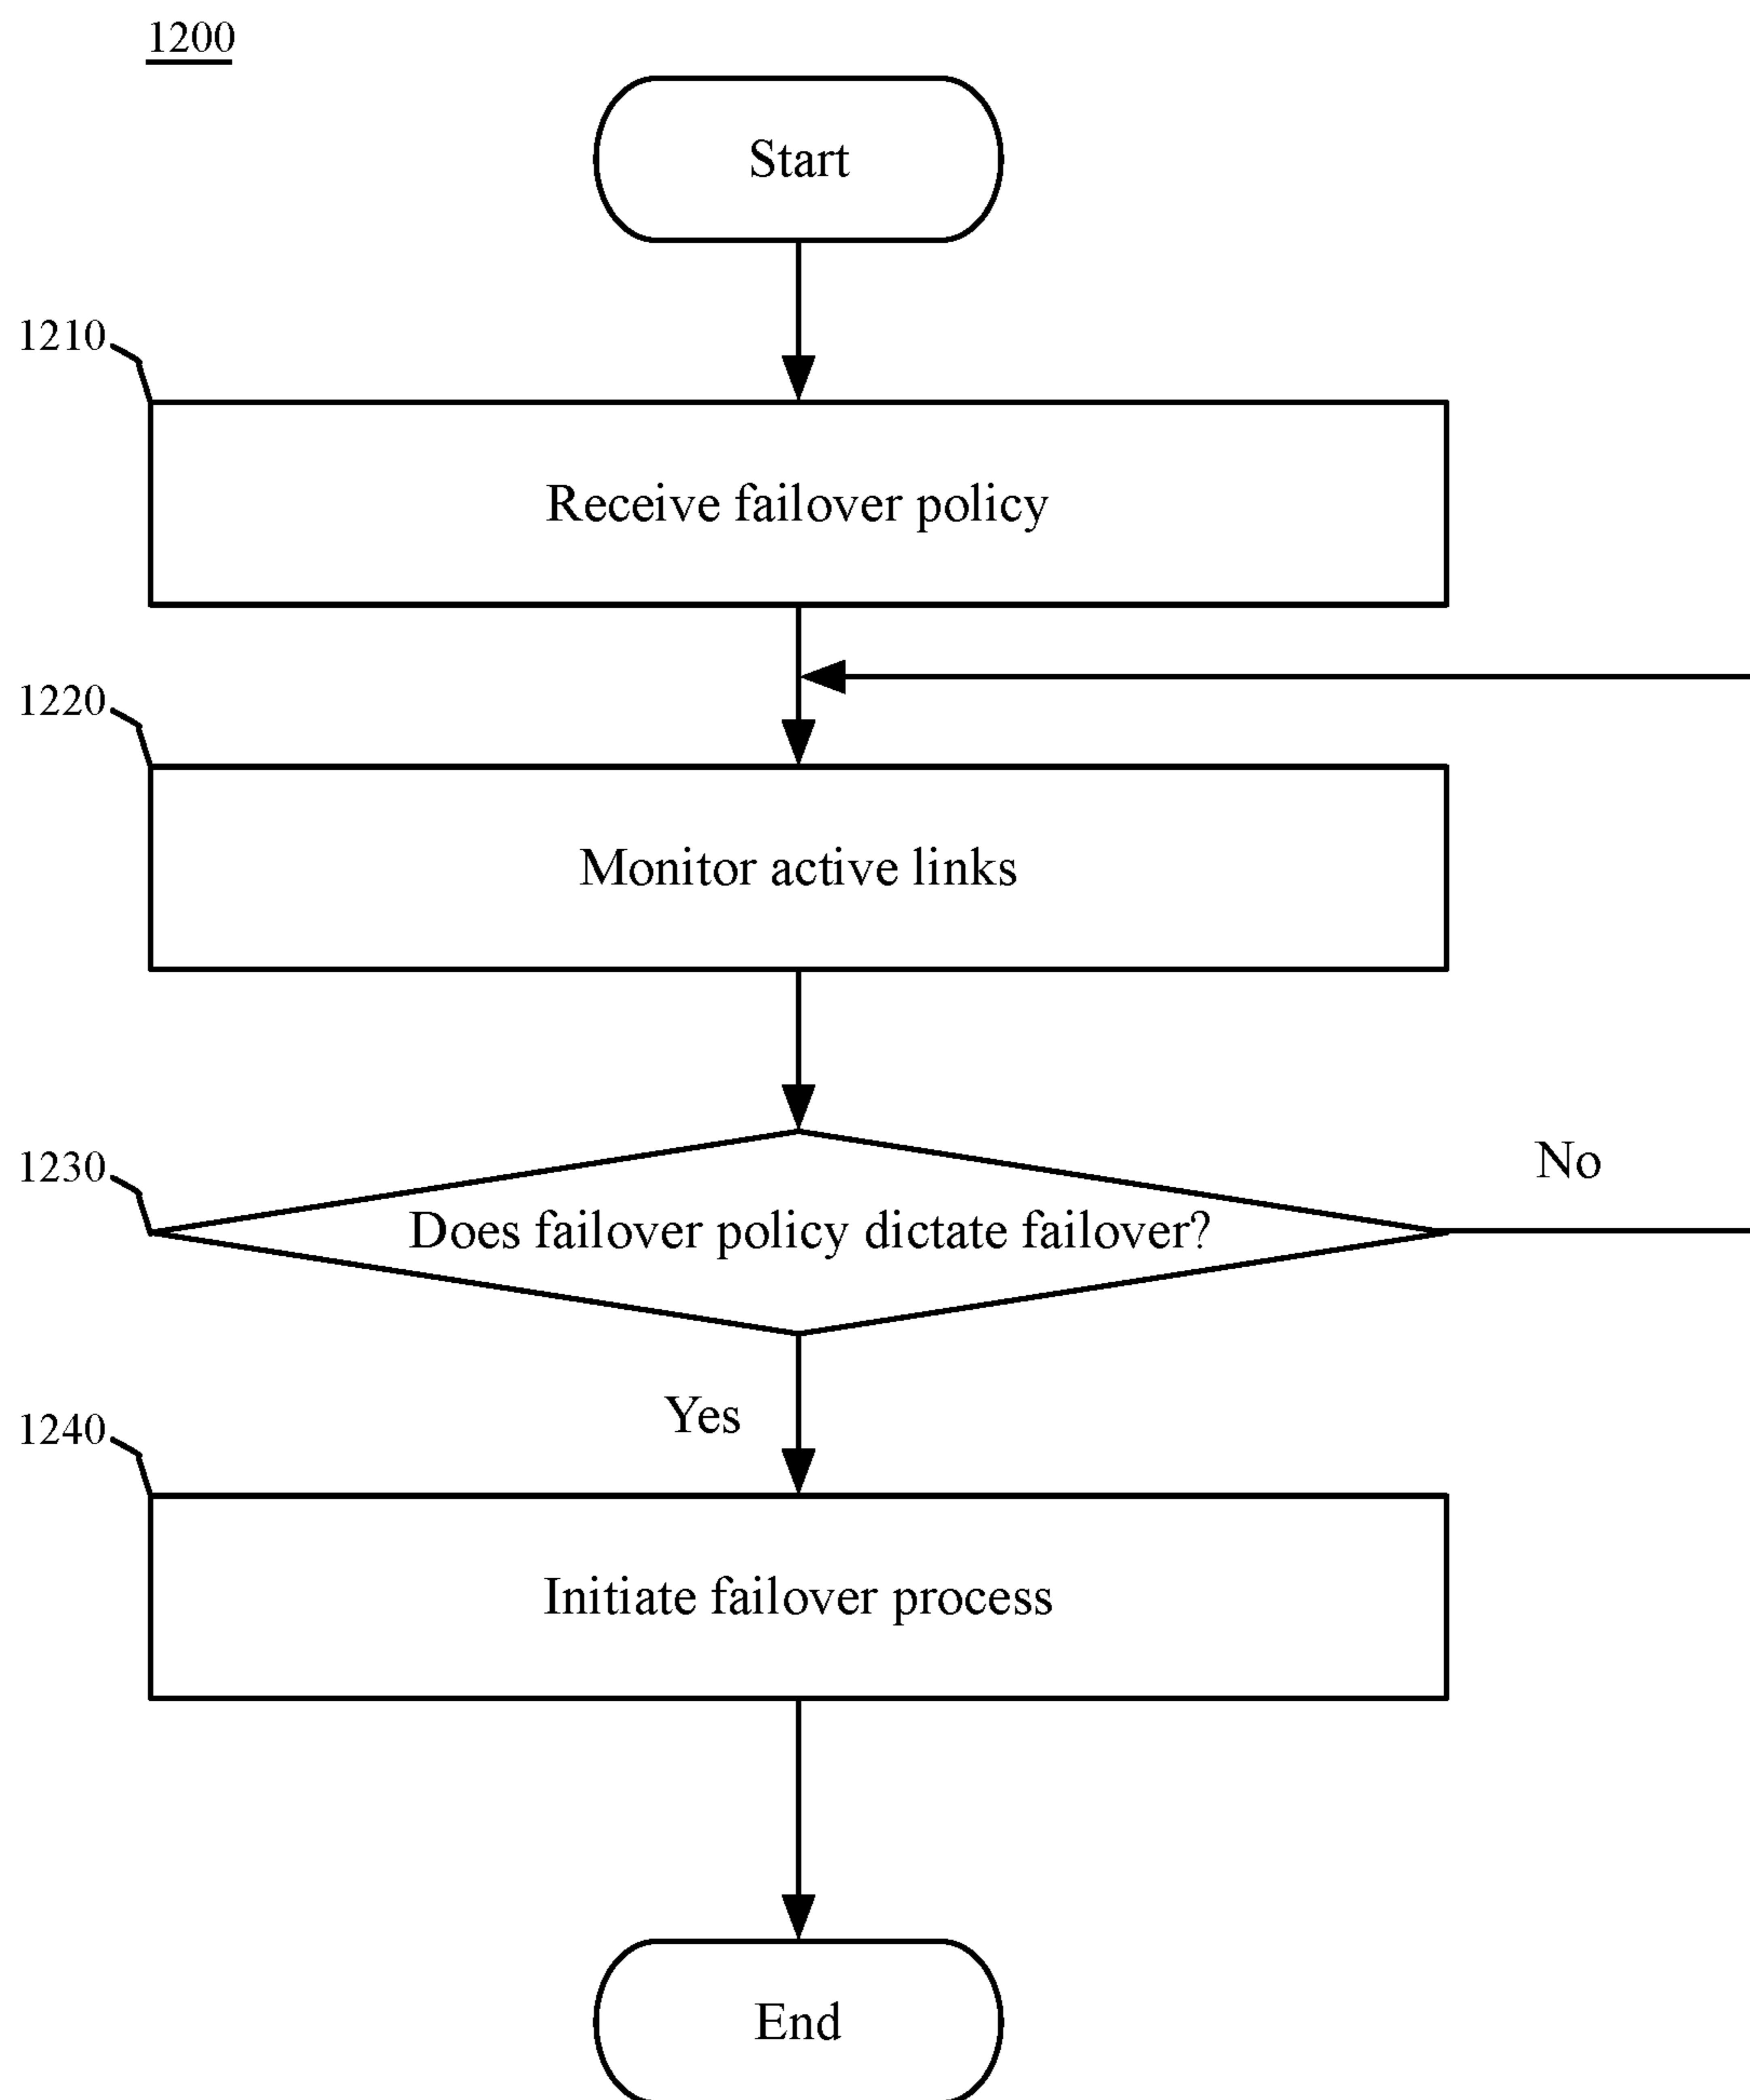 1200
Start
1210
Receive failover policy
1220
Monitor active links
1230
No
Does failover policy dictate failover?
Yes
1240
Initiate failover process
End